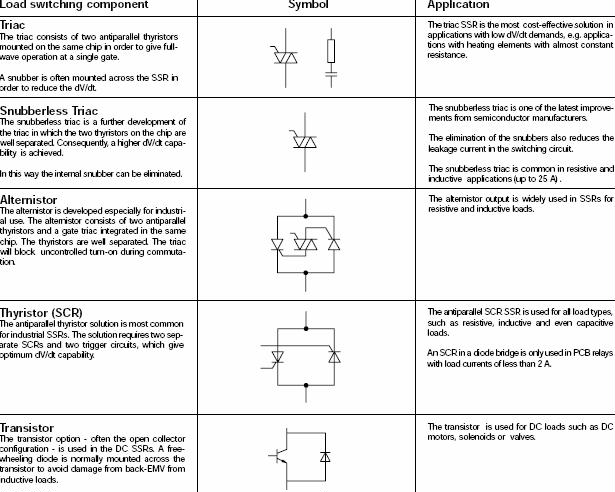 Load switching component
Symbol
Application
Triac
The triac consists of two antiparallel thyristors
mounted on the same chip in order to give full-
wave operation at a single gate.
A snubber is often mounted across the SSR in
order to reduce the dV/dt.
The triac SSR is the most cost-effective solution in
applications with low dV/dt demands, e.g. applica-
tions with heating elements with almost constant
resistance.
Snubberless Triac
The snubberless triac is a further development of
the triac in which the two thyristors on the chip are
well separated. Consequently, a higher dV/dt capa-
bility is achieved.
In this way the internal snubber can be eliminated.
The snubberless triac is one of the latest improve-
ments from semiconductor manufacturers.
The elimination of the snubbers also reduces the
leakage current in the switching circuit.
The snubberless triac is common in resistive and
inductive applications (up to 25 A) .
Alternistor
The alternistor is developed especially for industri-
al use. The alternistor consists of two antiparallel
thyristors and a gate triac integrated in the same
chip. The thyristors are well separated. The triac
will block uncontrolled turn-on during commuta-
tion.
The alternistor output is widely used in SSRs for
resistive and inductive loads.
Thyristor (SCR)
The antiparallel thyristor solution is most common
for industrial SSRs. The solution requires two sep-
arate SCRs and two trigger circuits, which give
optimum dV/dt capability.
The antiparallel SCR SSR is used for all load types,
such as resistive, inductive and even capacitive
loads.
An SCR in a diode bridge is only used in PCB relays
with load currents of less than 2 A.
Transistor
The transistor option - often the open collector
configuration - is used in the DC SSRs. A free-
wheeling diode is normally mounted across the
transistor to avoid damage from back-EMV from
inductive loads.
The transistor is used for DC loads such as DC
motors, solenoids or valves.